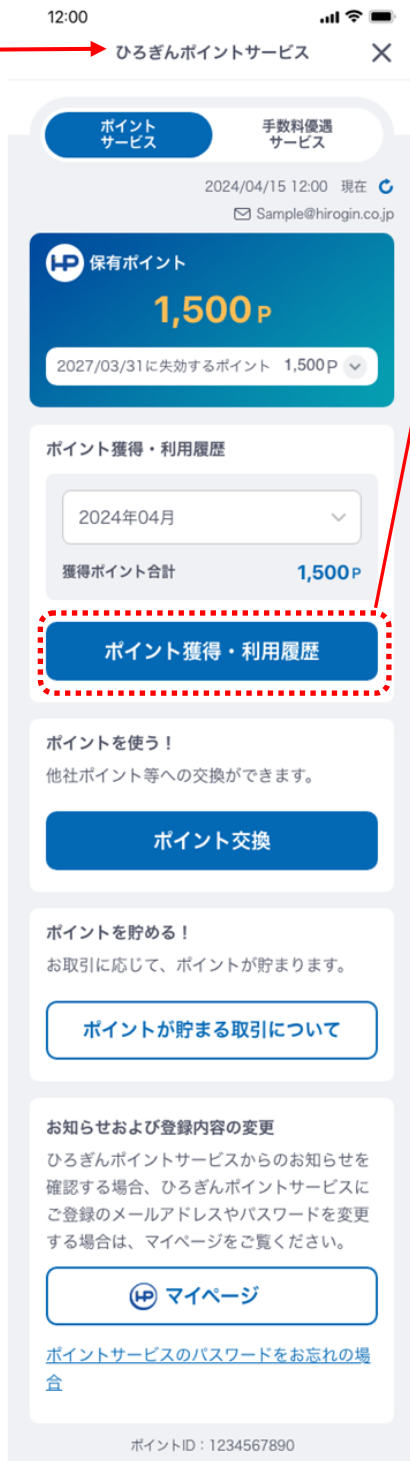 12:00
ひろぎんポイントサービス
ポイント
サービス
手数料優遇
サービス
2024/04/15 12:00 現在
Sample@hirogin.co.jp
HP 保有ポイント
1,500 P
2027/03/31に失効するポイント 1,500 P
ポイント獲得・利用履歴
2024年04月
獲得ポイント合計 1,500 P
ポイント獲得・利用履歴
ポイントを使う！
他社ポイント等への交換ができます。
ポイント交換
ポイントを貯める！
お取引に応じて、ポイントが貯まります。
ポイントが貯まる取引について
お知らせおよび登録内容の変更
ひろぎんポイントサービスからのお知らせを
確認する場合、ひろぎんポイントサービスに
ご登録のメールアドレスやパスワードを変更
する場合は、マイページをご覧ください。
HP マイページ
ポイントサービスのパスワードをお忘れの場
合
ポイントID：1234567890